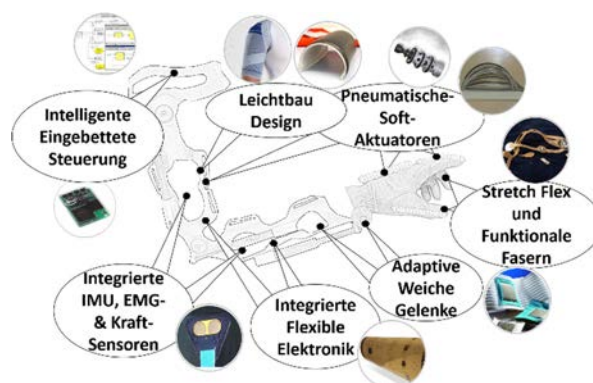 Intelligente
Eingebettete
Steuerung
Leichtbau
Design
Pneumatische-
Soft-
Aktuatoren
Stretch Flex
und
Funktionale
Fasern
Adaptive
Weiche
Gelenke
Integrierte
Flexible
Elektronik
Integrierte
IMU, EMG-
& Kraft-
Sensoren